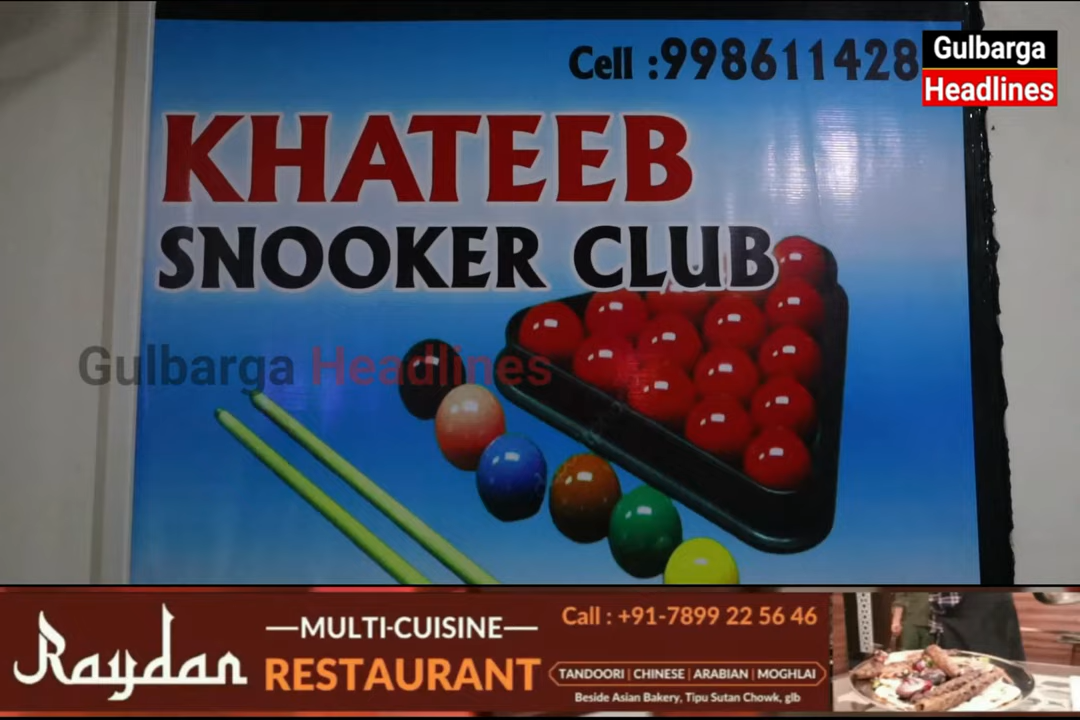 Cell :998611428
Gulbarga
Headlines
KHATEEB
SNOOKER CLUB
Gulbarga Headlines
Raydan
—MULTI-CUISINE—
RESTAURANT
Call : +91-7899 22 56 46
TANDOORI | CHINESE | ARABIAN | MOGHLAI
Beside Asian Bakery, Tipu Sutan Chowk, glb